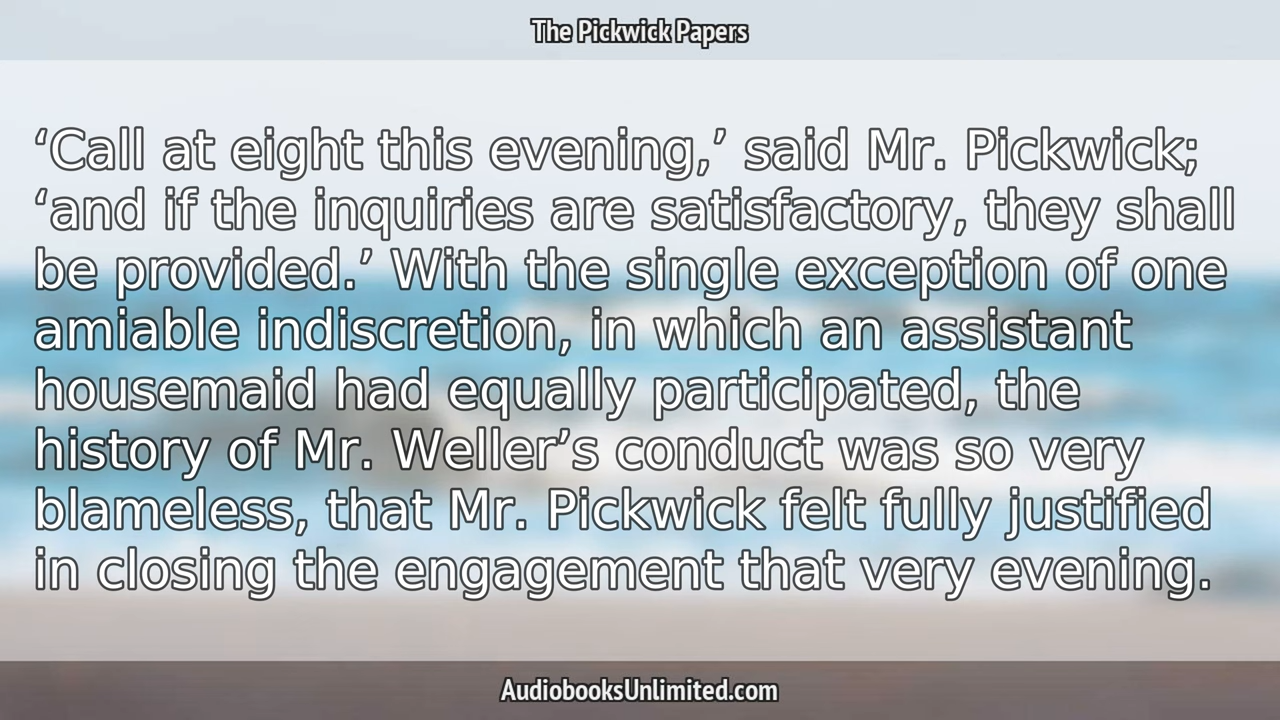 The Pickwick Papers
‘Call at eight this evening,’ said Mr. Pickwick;
‘and if the inquiries are satisfactory, they shall
be provided.’ With the single exception of one
amiable indiscretion, in which an assistant
housemaid had equally participated, the
history of Mr. Weller’s conduct was so very
blameless, that Mr. Pickwick felt fully justified
in closing the engagement that very evening.
AudiobooksUnlimited.com